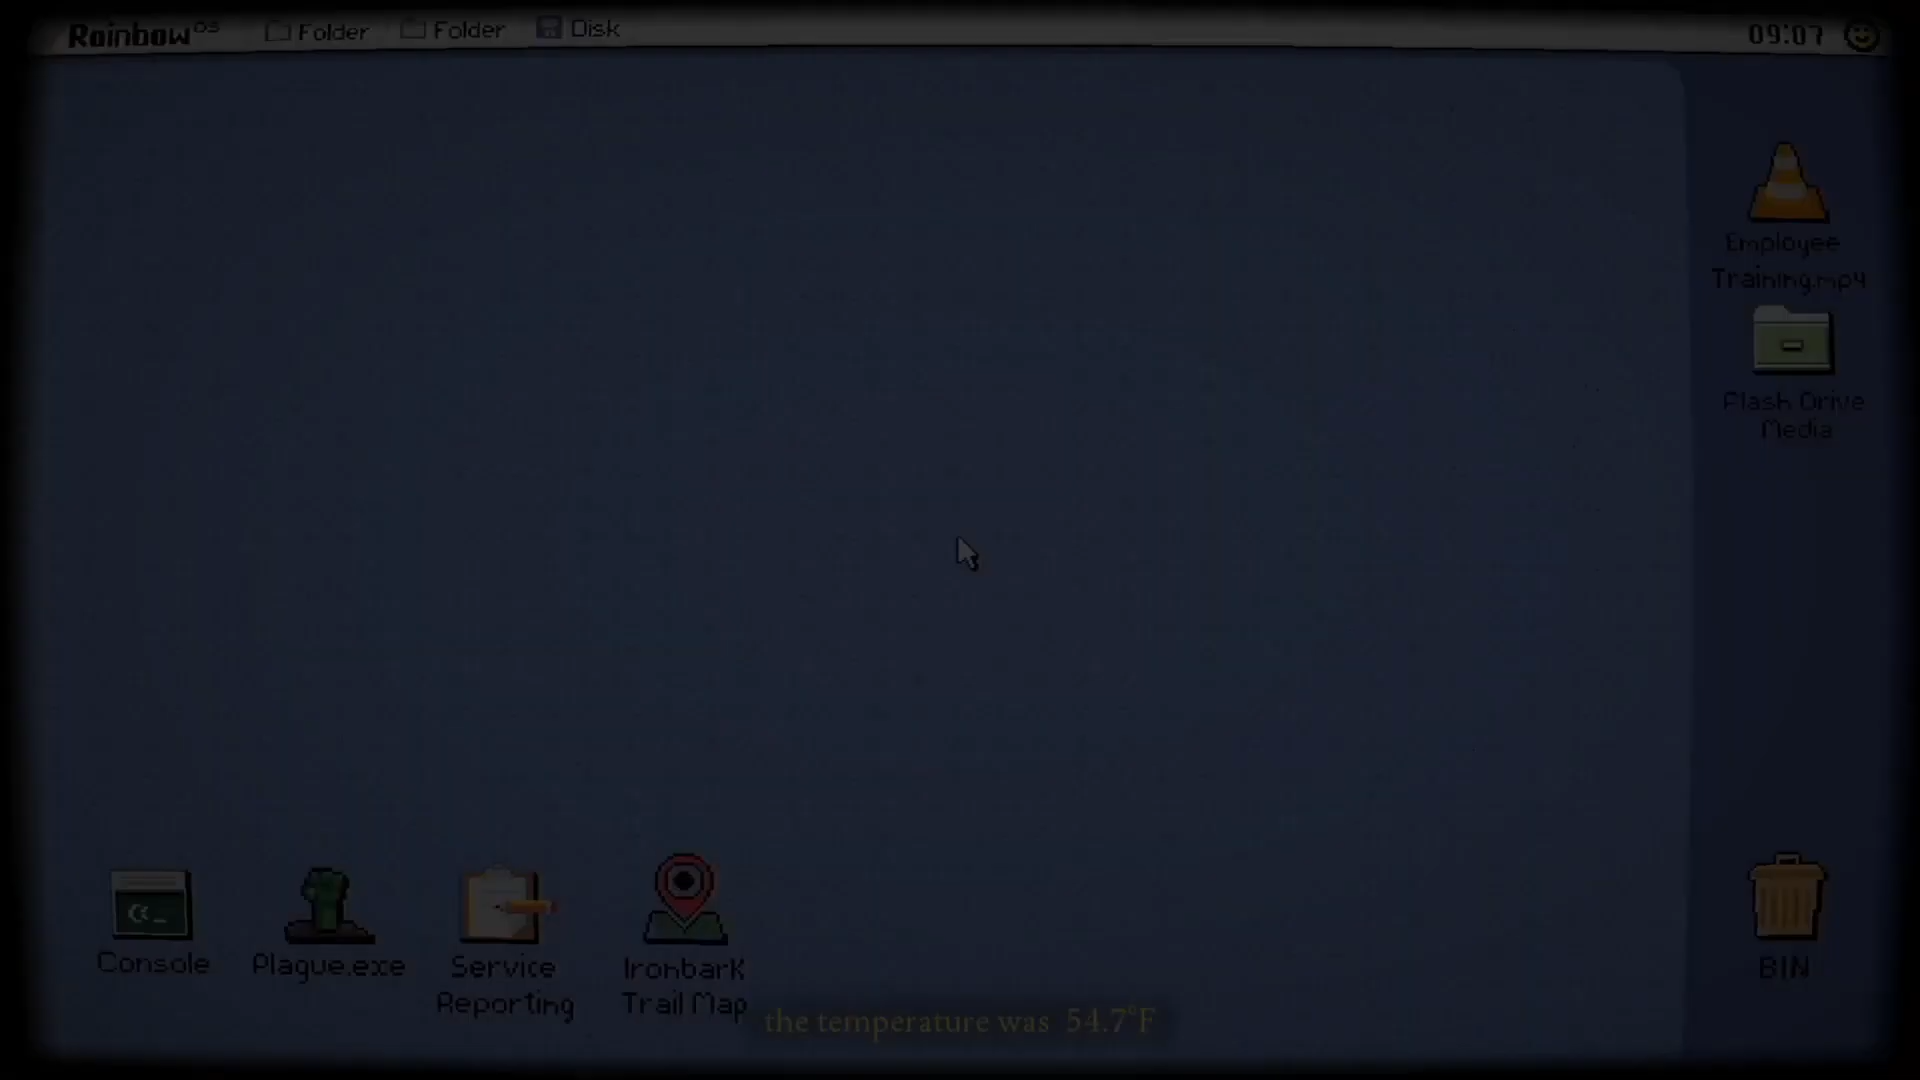 Rainbow OS
Folder
Folder
Disk
09:07
Employee
Training.mp4
Flash Drive
Media
Console
Plague.exe
Service
Reporting
Ironbark
Trail Map
BIN
the temperature was 54.7°F